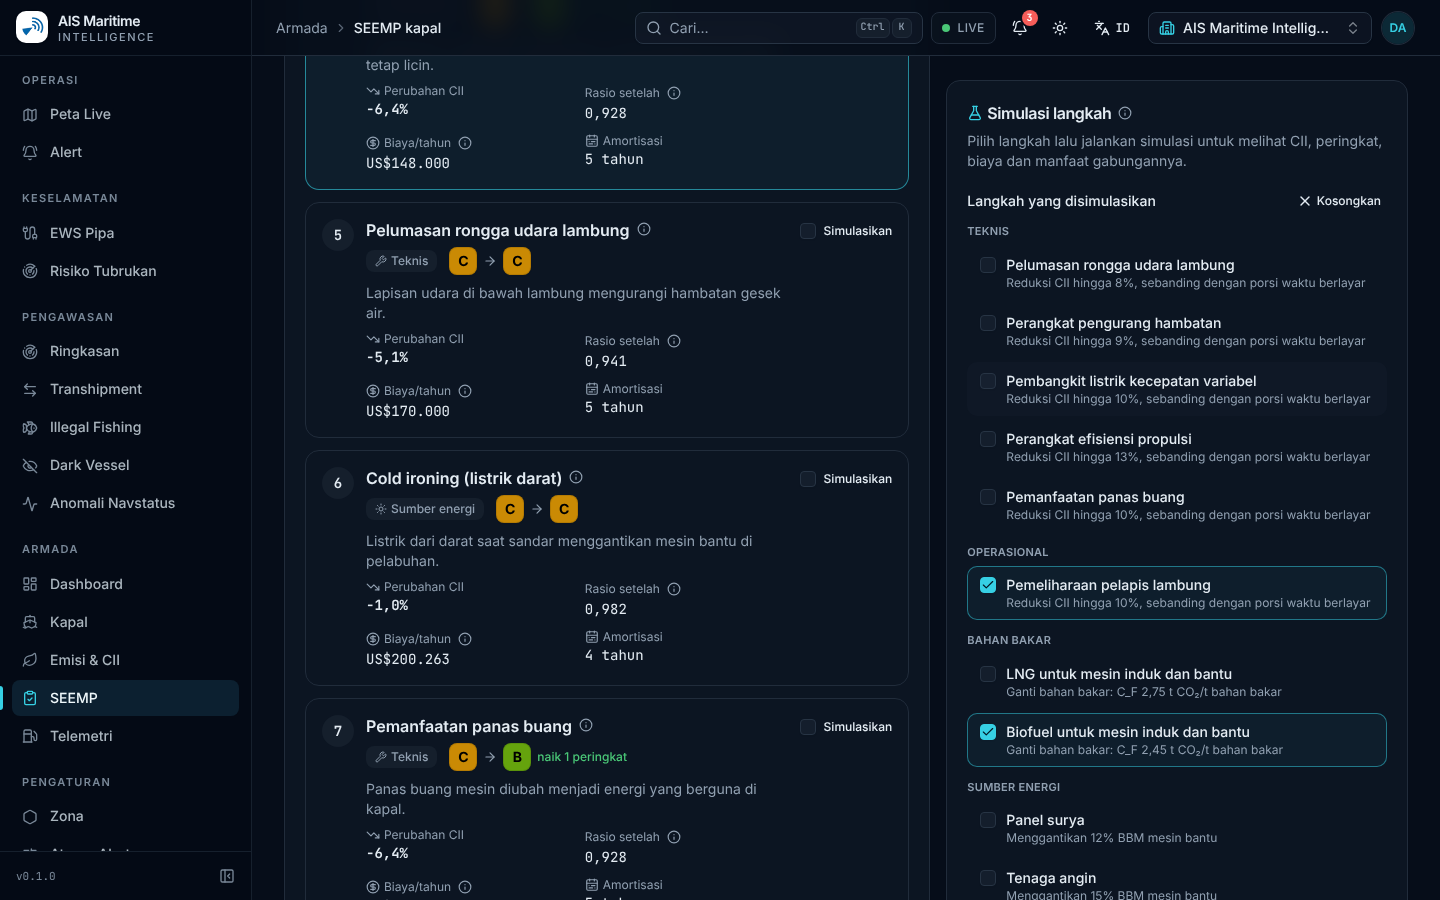 AIS Maritime
INTELLIGENCE
Armada > SEEMP kapal
Cari...
Ctrl K
LIVE
3
ID
AIS Maritime Intellig...
DA
OPERASI
Peta Live
Alert
KESELAMATAN
EWS Pipa
Risiko Tubrukan
PENGAWASAN
Ringkasan
Transhipment
Illegal Fishing
Dark Vessel
Anomali Navstatus
ARMADA
Dashboard
Kapal
Emisi & CII
SEEMP
Telemetri
PENGATURAN
Zona
v0.1.0
tetap licin.
Perubahan CII
-6,4%
Rasio setelah
0,928
Biaya/tahun
US$148.000
Amortisasi
5 tahun
5
Pelumasan rongga udara lambung
Simulasikan
Teknis
C → C
Lapisan udara di bawah lambung mengurangi hambatan gesek
air.
Perubahan CII
-5,1%
Rasio setelah
0,941
Biaya/tahun
US$170.000
Amortisasi
5 tahun
6
Cold ironing (listrik darat)
Simulasikan
Sumber energi
C → C
Listrik dari darat saat sandar menggantikan mesin bantu di
pelabuhan.
Perubahan CII
-1,0%
Rasio setelah
0,982
Biaya/tahun
US$200.263
Amortisasi
4 tahun
7
Pemanfaatan panas buang
Simulasikan
Teknis
C → B naik 1 peringkat
Panas buang mesin diubah menjadi energi yang berguna di
kapal.
Perubahan CII
-6,4%
Rasio setelah
0,928
Biaya/tahun
Amortisasi
Simulasi langkah
Pilih langkah lalu jalankan simulasi untuk melihat CII, peringkat,
biaya dan manfaat gabungannya.
Langkah yang disimulasikan
Kosongkan
TEKNIS
Pelumasan rongga udara lambung
Reduksi CII hingga 8%, sebanding dengan porsi waktu berlayar
Perangkat pengurang hambatan
Reduksi CII hingga 9%, sebanding dengan porsi waktu berlayar
Pembangkit listrik kecepatan variabel
Reduksi CII hingga 10%, sebanding dengan porsi waktu berlayar
Perangkat efisiensi propulsi
Reduksi CII hingga 13%, sebanding dengan porsi waktu berlayar
Pemanfaatan panas buang
Reduksi CII hingga 10%, sebanding dengan porsi waktu berlayar
OPERASIONAL
Pemeliharaan pelapis lambung
Reduksi CII hingga 10%, sebanding dengan porsi waktu berlayar
BAHAN BAKAR
LNG untuk mesin induk dan bantu
Ganti bahan bakar: C_F 2,75 t CO₂/t bahan bakar
Biofuel untuk mesin induk dan bantu
Ganti bahan bakar: C_F 2,45 t CO₂/t bahan bakar
SUMBER ENERGI
Panel surya
Menggantikan 12% BBM mesin bantu
Tenaga angin
Menggantikan 15% BBM mesin bantu